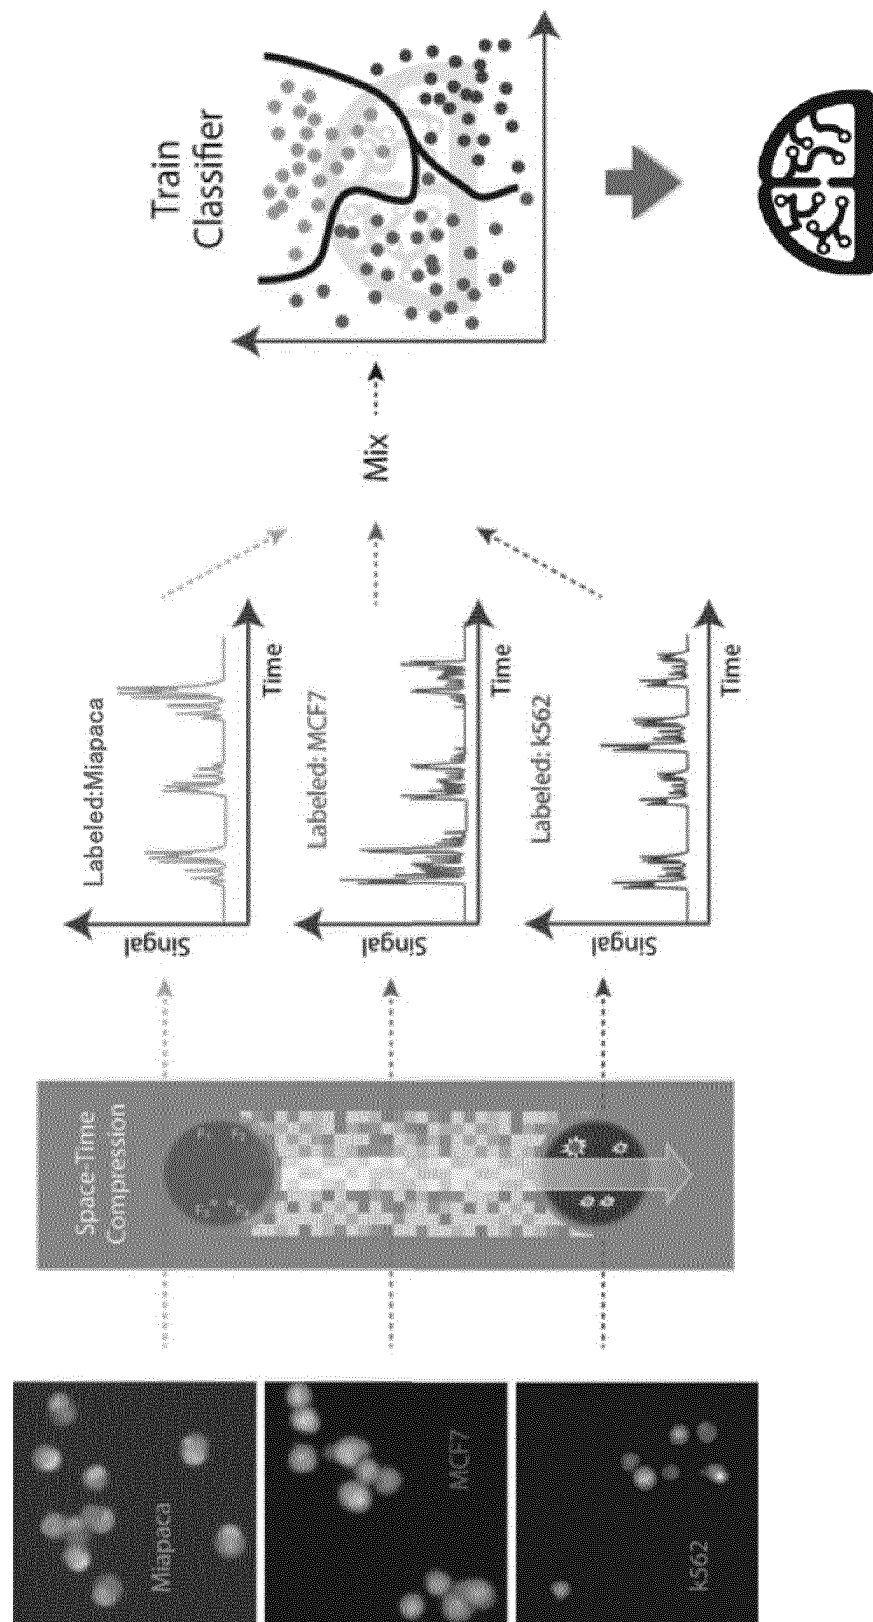 Miapaca
MCF7
k562
Space-Time
Compression
Labeled:Miapaca
Singal
Time
Labeled: MCF7
Singal
Time
Labeled: k562
Singal
Time
Mix
Train
Classifier